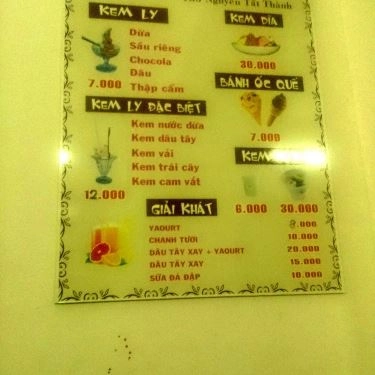 Nguyễn Tất Thành
KEM LY
Dừa
Sầu riêng
Chocola
Dâu
Thập cẩm
7.000
KEM LY ĐẶC BIỆT
Kem nước dừa
Kem dâu tây
Kem vải
Kem trái cây
Kem cam vắt
12.000
KEM DĨA
30.000
BÁNH ỐC QUẾ
7.000
KEM
6.000 30.000
GIẢI KHÁT
YAOURT 8.000
CHANH TƯƠI 10.000
DÂU TÂY XAY + YAOURT 20.000
DÂU TÂY XAY 15.000
SỮA ĐÁ ĐẬP 10.000